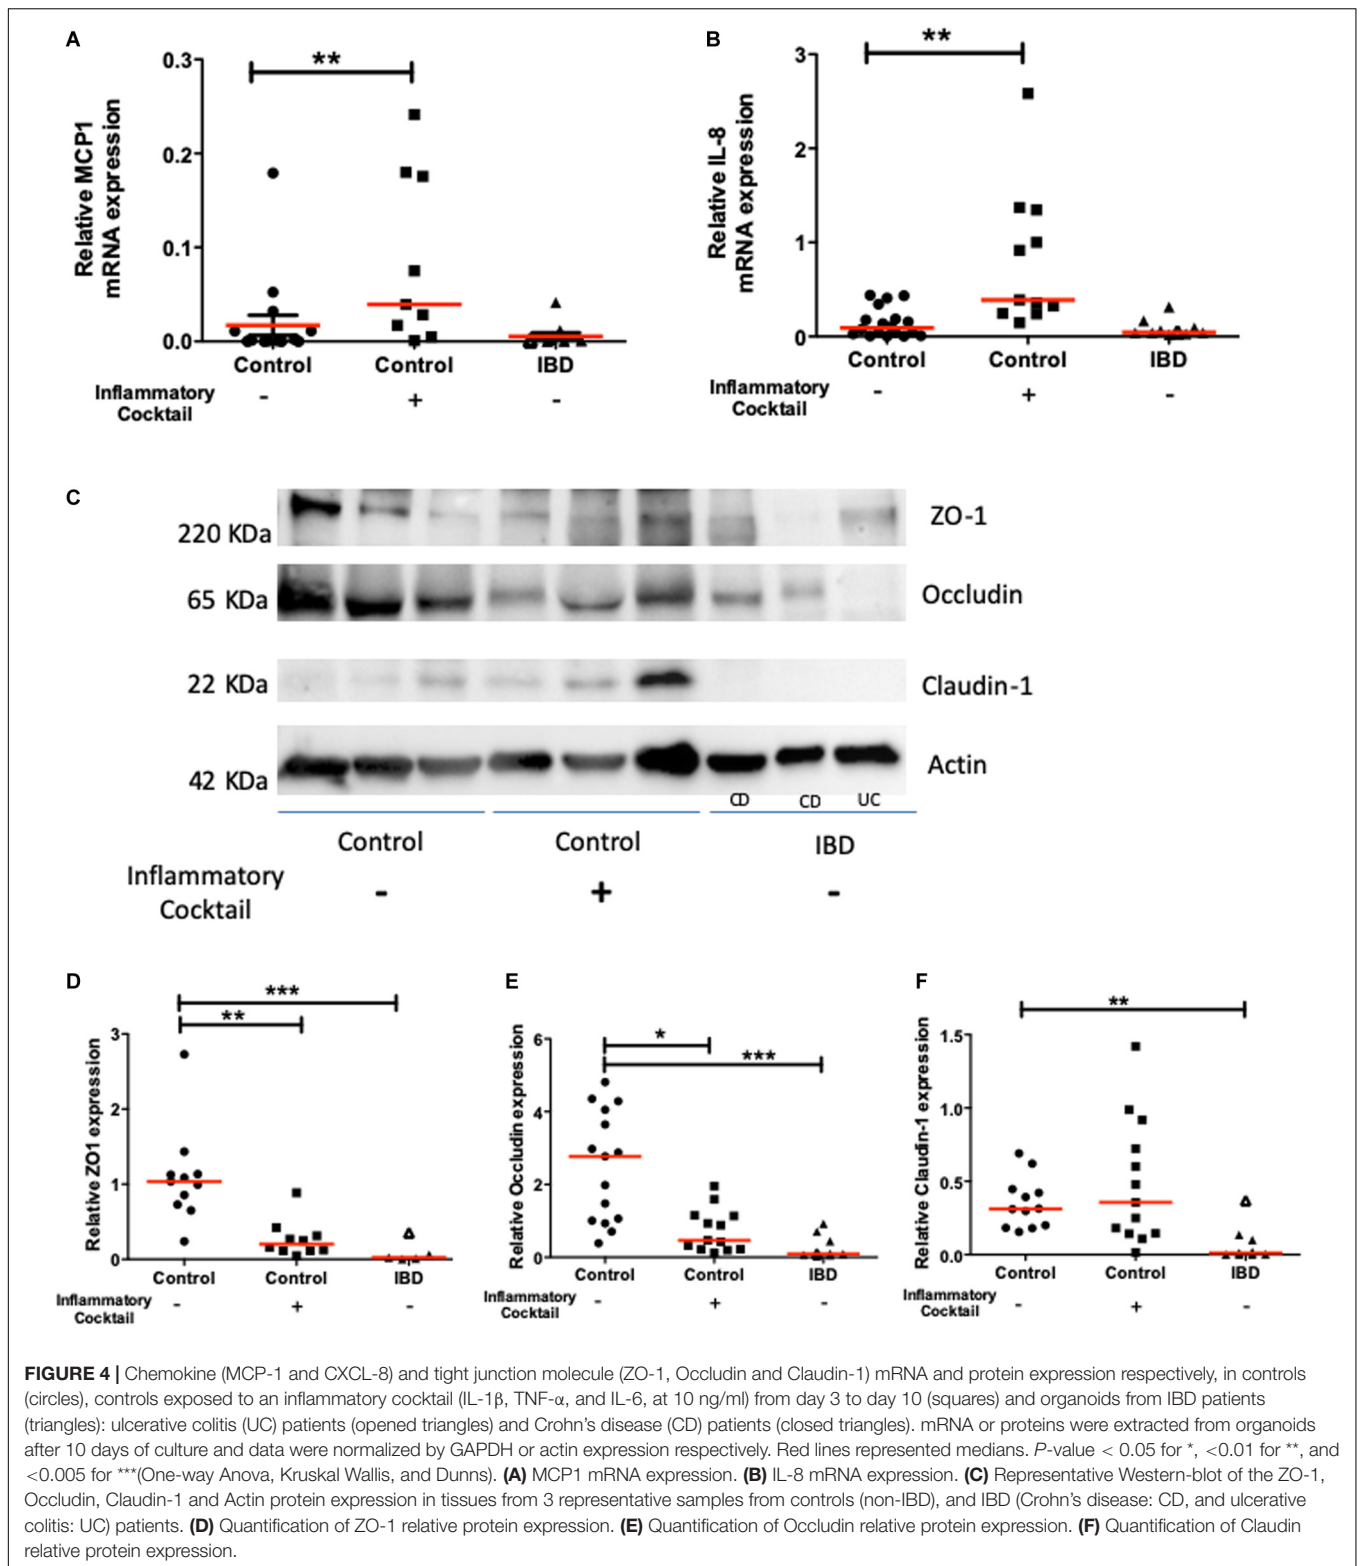 A
**
0.3
0.2
0.1
0.0
Relative MCP1
mRNA expression
Control
Control
IBD
Inflammatory
Cocktail
-
+
-
B
**
3
2
1
0
Relative IL-8
mRNA expression
Control
Control
IBD
Inflammatory
Cocktail
-
+
-
C
220 KDa
ZO-1
65 KDa
Occludin
22 KDa
Claudin-1
42 KDa
Actin
CD
CD
UC
Control
Control
IBD
Inflammatory
Cocktail
-
+
-
D
***
**
3
2
1
0
Relative ZO1 expression
Control
Control
IBD
Inflammatory
Cocktail
-
+
-
E
*
***
6
4
2
0
Relative Occludin expression
Control
Control
IBD
Inflammatory
Cocktail
-
+
-
F
**
1.5
1.0
0.5
0.0
Relative Claudin-1 expression
Control
Control
IBD
Inflammatory
Cocktail
-
+
-
FIGURE 4 | Chemokine (MCP-1 and CXCL-8) and tight junction molecule (ZO-1, Occludin and Claudin-1) mRNA and protein expression respectively, in controls
(circles), controls exposed to an inflammatory cocktail (IL-1β, TNF-α, and IL-6, at 10 ng/ml) from day 3 to day 10 (squares) and organoids from IBD patients
(triangles): ulcerative colitis (UC) patients (opened triangles) and Crohn's disease (CD) patients (closed triangles). mRNA or proteins were extracted from organoids
after 10 days of culture and data were normalized by GAPDH or actin expression respectively. Red lines represented medians. P-value < 0.05 for *, <0.01 for **, and
<0.005 for ***(One-way Anova, Kruskal Wallis, and Dunns). (A) MCP1 mRNA expression. (B) IL-8 mRNA expression. (C) Representative Western-blot of the ZO-1,
Occludin, Claudin-1 and Actin protein expression in tissues from 3 representative samples from controls (non-IBD), and IBD (Crohn's disease: CD, and ulcerative
colitis: UC) patients. (D) Quantification of ZO-1 relative protein expression. (E) Quantification of Occludin relative protein expression. (F) Quantification of Claudin
relative protein expression.